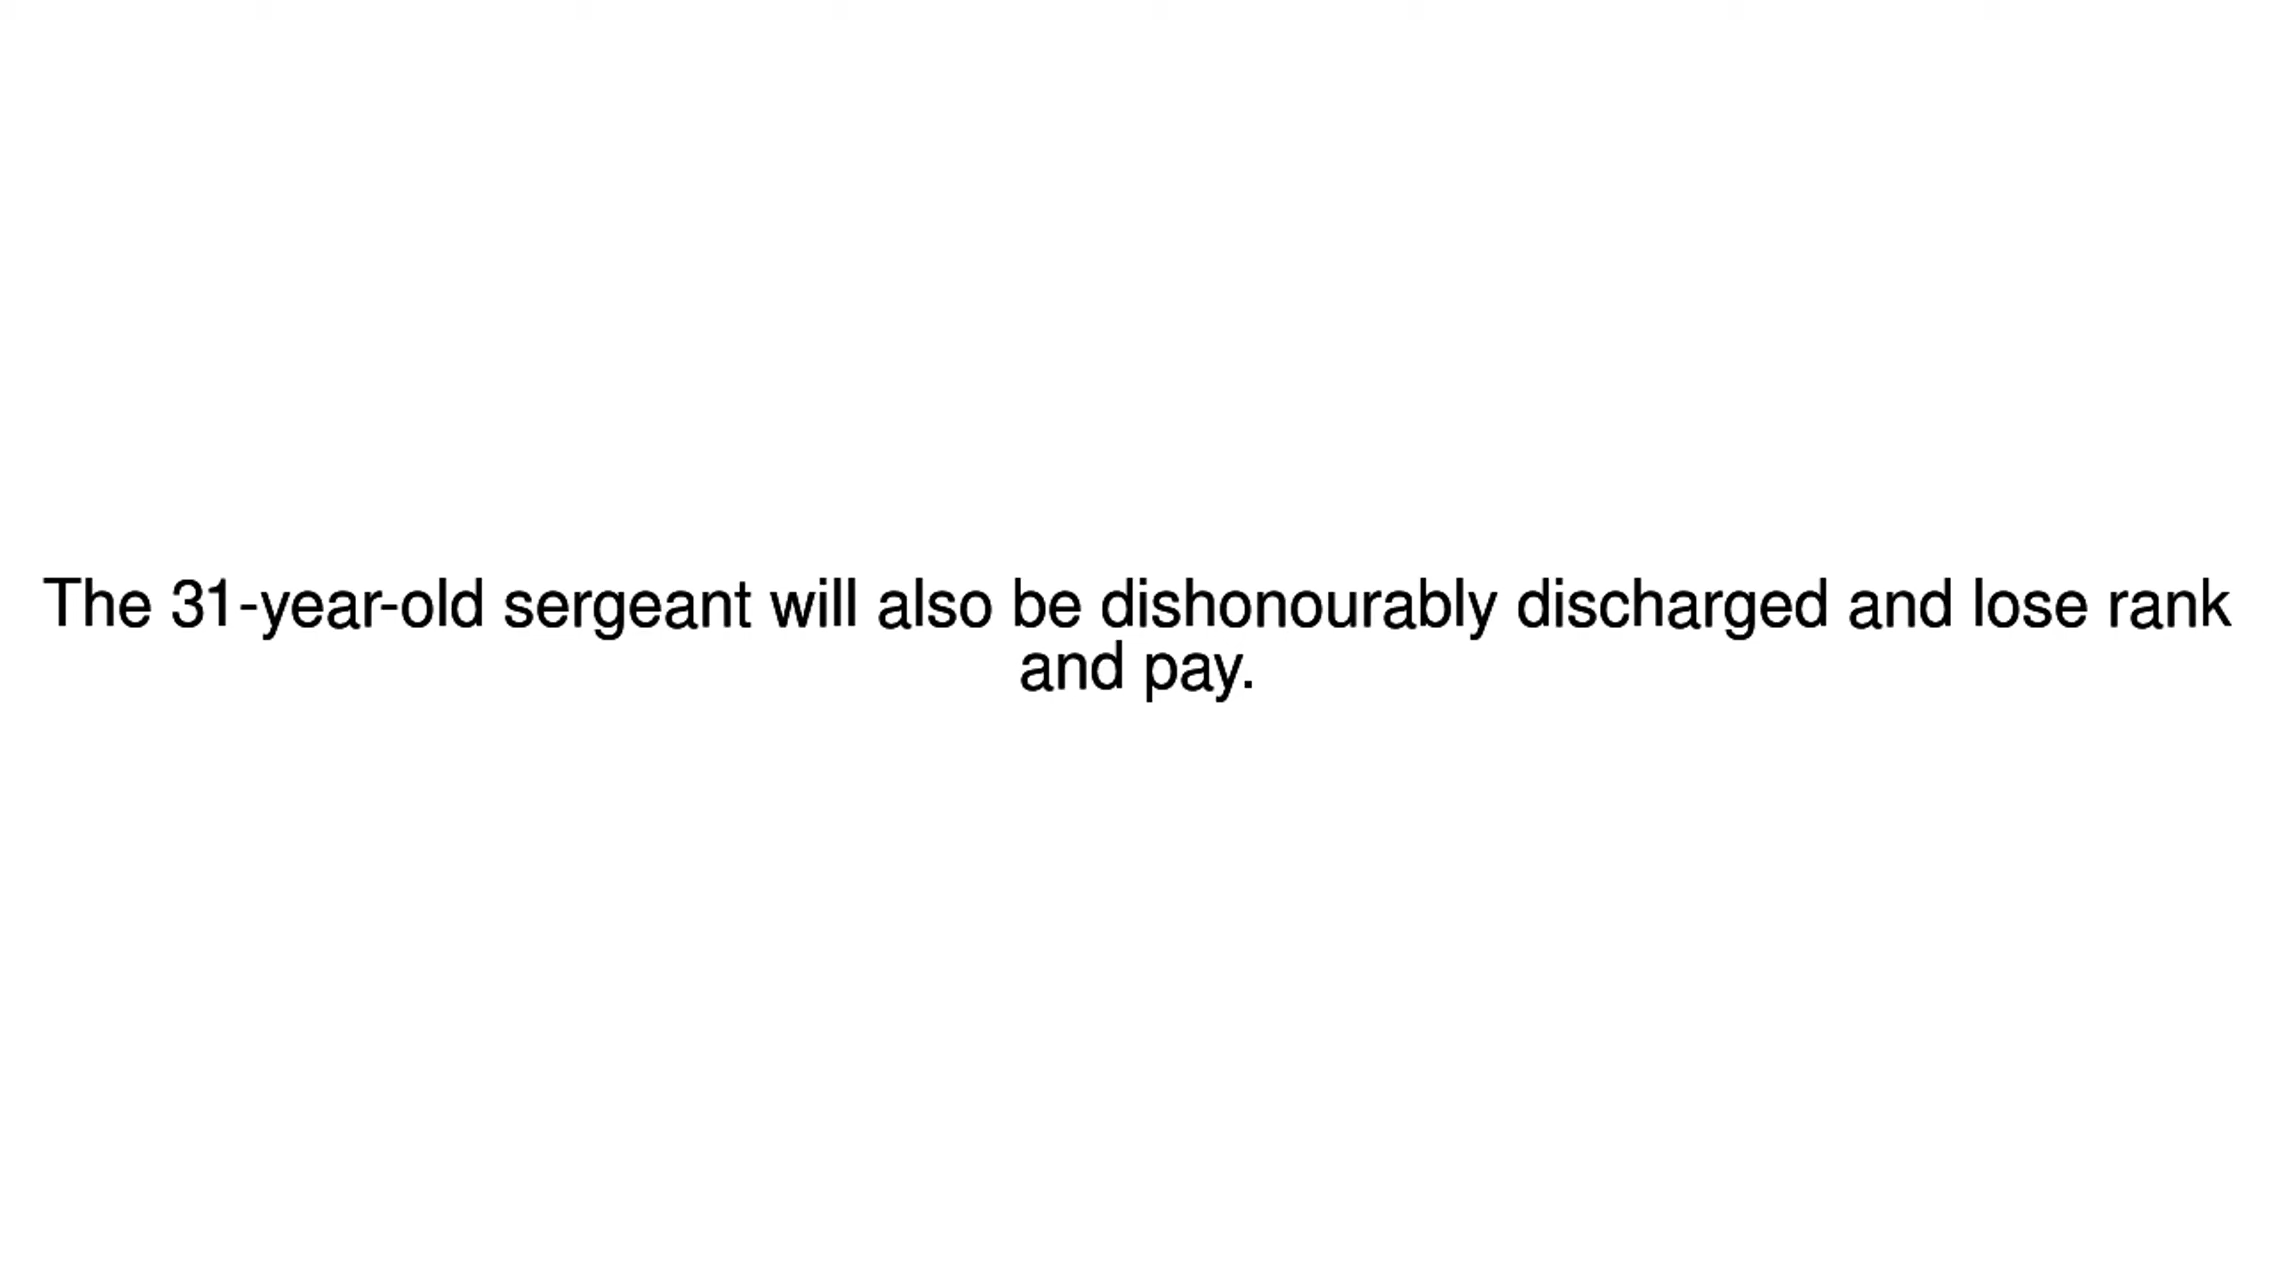 The 31-year-old sergeant will also be dishonourably discharged and lose rank
and pay.